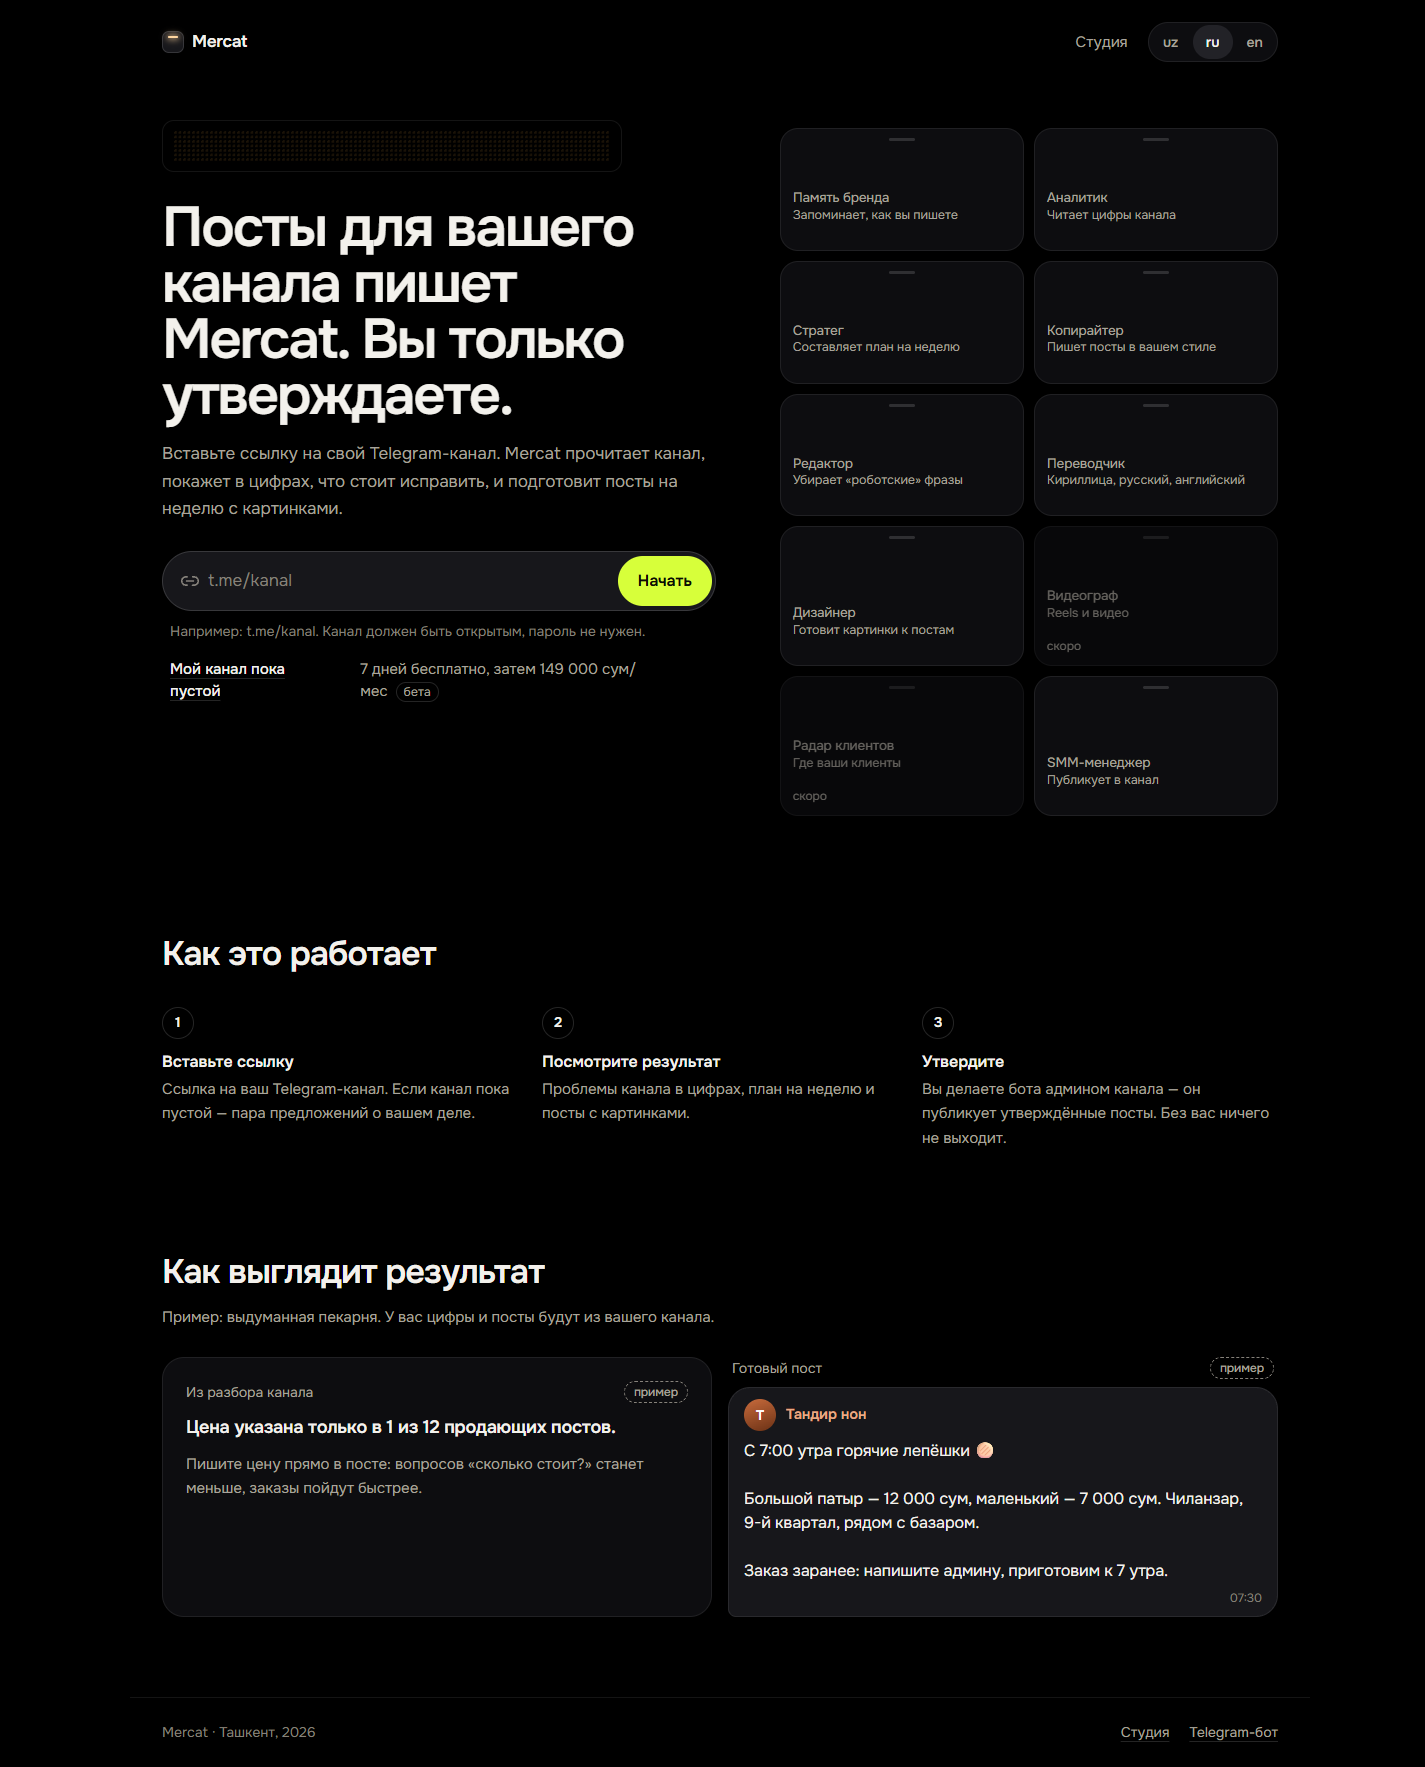 Mercat
Студия
uz
ru
en
Посты для вашего
канала пишет
Mercat. Вы только
утверждаете.
Вставьте ссылку на свой Telegram-канал. Mercat прочитает канал,
покажет в цифрах, что стоит исправить, и подготовит посты на
неделю с картинками.
t.me/kanal
Начать
Например: t.me/kanal. Канал должен быть открытым, пароль не нужен.
Мой канал пока
пустой
7 дней бесплатно, затем 149 000 сум/
мес бета
Память бренда
Запоминает, как вы пишете
Аналитик
Читает цифры канала
Стратег
Составляет план на неделю
Копирайтер
Пишет посты в вашем стиле
Редактор
Убирает «роботские» фразы
Переводчик
Кириллица, русский, английский
Дизайнер
Готовит картинки к постам
Видеограф
Reels и видео
скоро
Радар клиентов
Где ваши клиенты
скоро
SMM-менеджер
Публикует в канал
Как это работает
1
Вставьте ссылку
Ссылка на ваш Telegram-канал. Если канал пока
пустой — пара предложений о вашем деле.
2
Посмотрите результат
Проблемы канала в цифрах, план на неделю и
посты с картинками.
3
Утвердите
Вы делаете бота админом канала — он
публикует утверждённые посты. Без вас ничего
не выходит.
Как выглядит результат
Пример: выдуманная пекарня. У вас цифры и посты будут из вашего канала.
Из разбора канала
пример
Цена указана только в 1 из 12 продающих постов.
Пишите цену прямо в посте: вопросов «сколько стоит?» станет
меньше, заказы пойдут быстрее.
Готовый пост
пример
Т
Тандир нон
С 7:00 утра горячие лепёшки
Большой патыр — 12 000 сум, маленький — 7 000 сум. Чиланзар,
9-й квартал, рядом с базаром.
Заказ заранее: напишите админу, приготовим к 7 утра.
07:30
Mercat · Ташкент, 2026
Студия
Telegram-бот